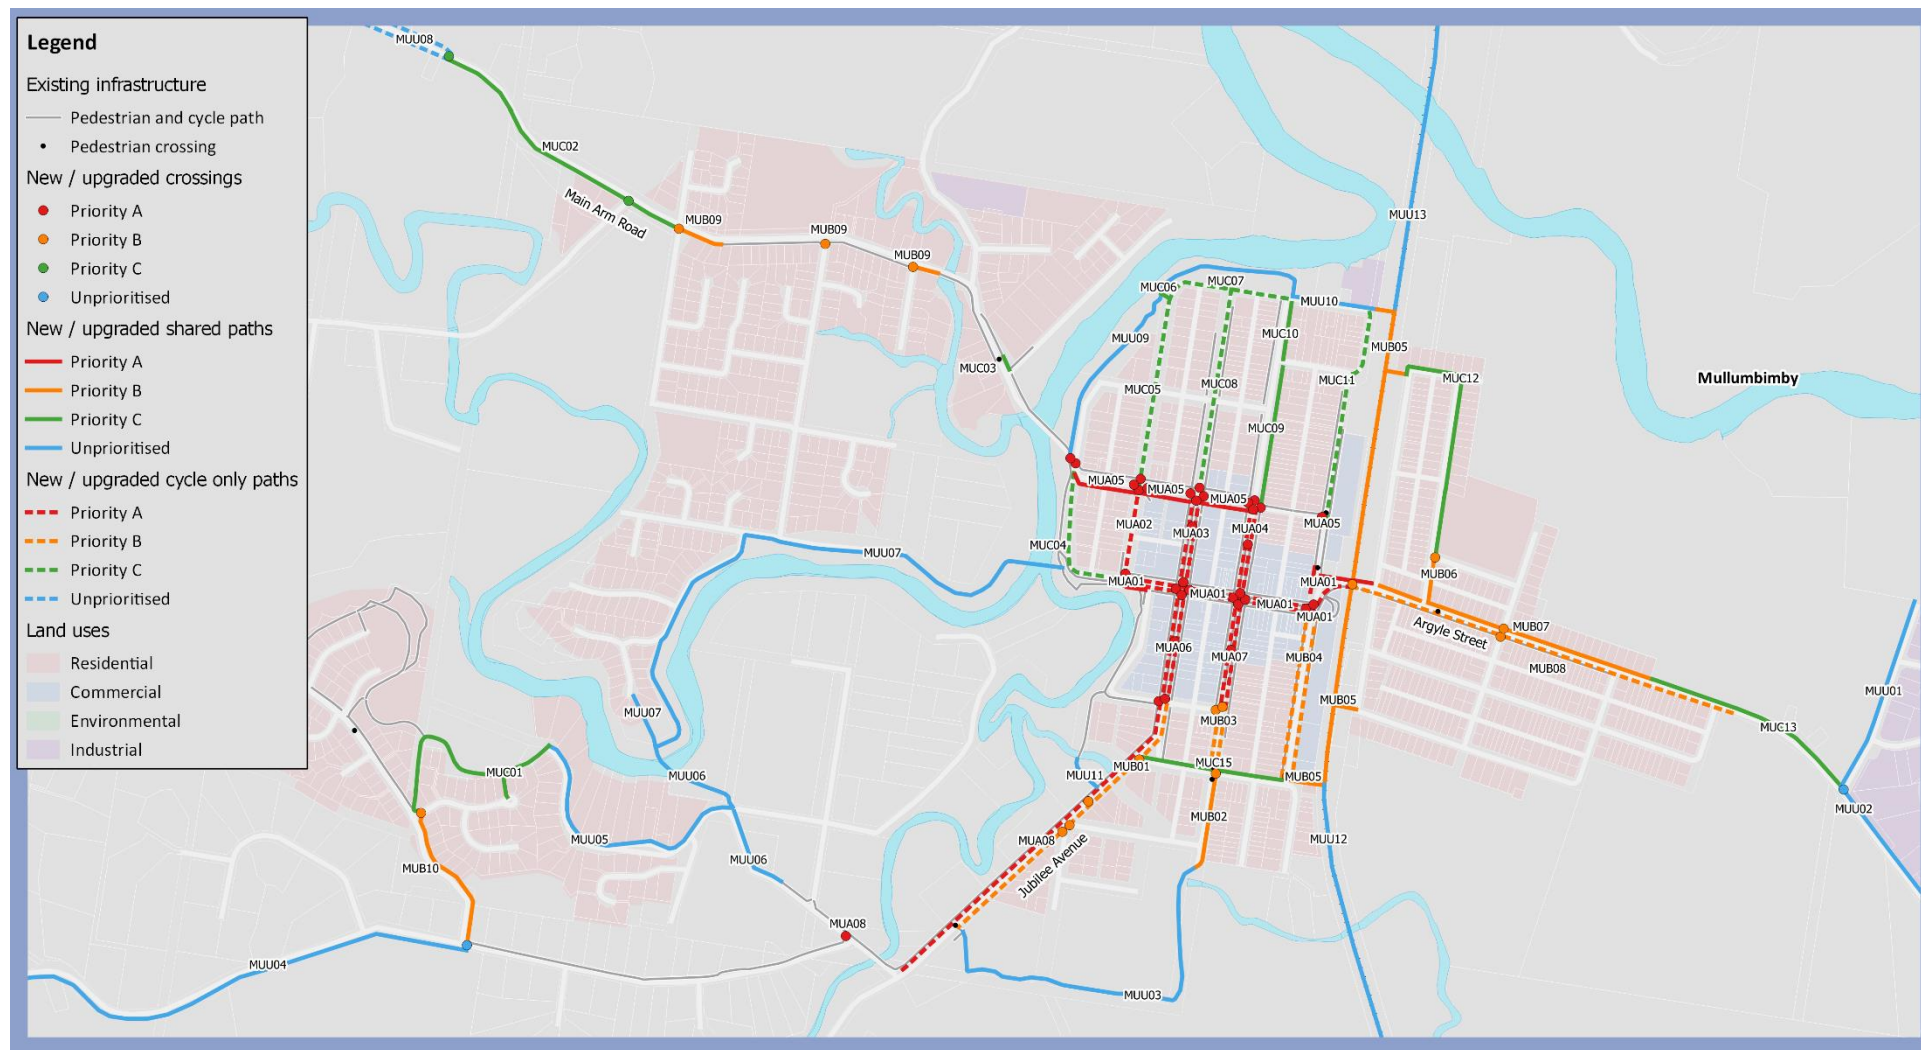 Legend
Existing infrastructure
Pedestrian and cycle path
Pedestrian crossing
New / upgraded crossings
Priority A
Priority B
Priority C
Unprioritised
New / upgraded shared paths
Priority A
Priority B
Priority C
Unprioritised
New / upgraded cycle only paths
Priority A
Priority B
Priority C
Unprioritised
Land uses
Residential
Commercial
Environmental
Industrial
MUU08
MUC02
Main Arm Road
MUB09
MUB09
MUB09
MUU13
MUC06
MUC07
MUU10
MUU09
MUC10
MUB05
MUC03
MUC05
MUC08
MUC11
MUC12
Mullumbimby
MUC09
MUA05
MUA05
MUA05
MUA02
MUA03
MUA04
MUA05
MUC04
MUU07
MUA01
MUA01
MUA01
MUA01
MUA01
MUB06
Argyle Street
MUB07
MUA06
MUA07
MUB04
MUB08
MUU01
MUU07
MUB03
MUB05
MUC13
MUC01
MUU06
MUU11
MUB01
MUC15
MUB05
MUU02
MUU05
MUB02
MUA08
MUU12
Jubilee Avenue
MUB10
MUU06
MUA08
MUU04
MUU03